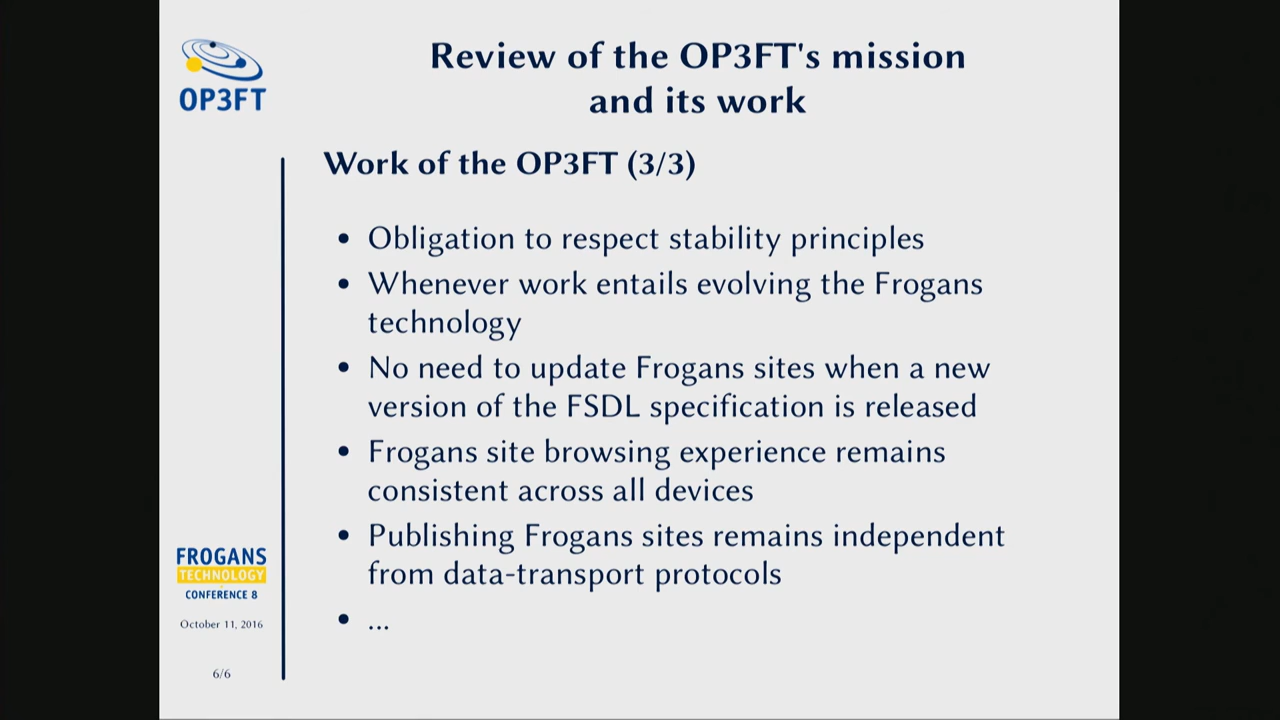 OP3FT
Review of the OP3FT's mission
and its work
Work of the OP3FT (3/3)
• Obligation to respect stability principles
• Whenever work entails evolving the Frogans
technology
• No need to update Frogans sites when a new
version of the FSDL specification is released
• Frogans site browsing experience remains
consistent across all devices
• Publishing Frogans sites remains independent
from data-transport protocols
• ...
FROGANS
TECHNOLOGY
CONFERENCE 8
October 11, 2016
6/6